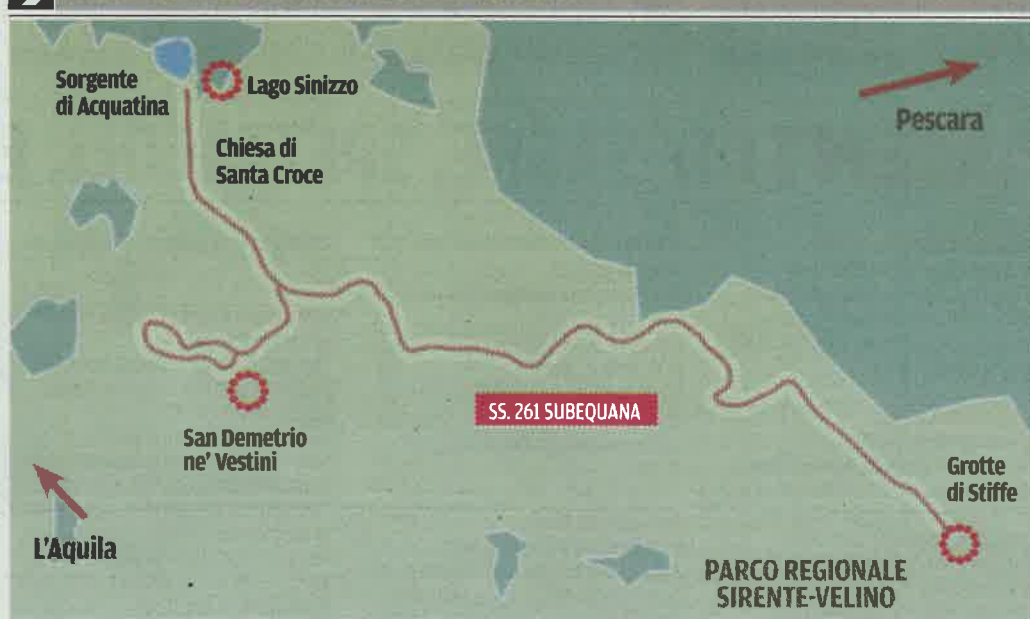 Sorgente
di Acquatina
Lago Sinizzo
Pescara
Chiesa di
Santa Croce
SS. 261 SUBEQUANA
San Demetrio
ne' Vestini
Grotte
di Stiffe
L'Aquila
PARCO REGIONALE
SIRENTE-VELINO